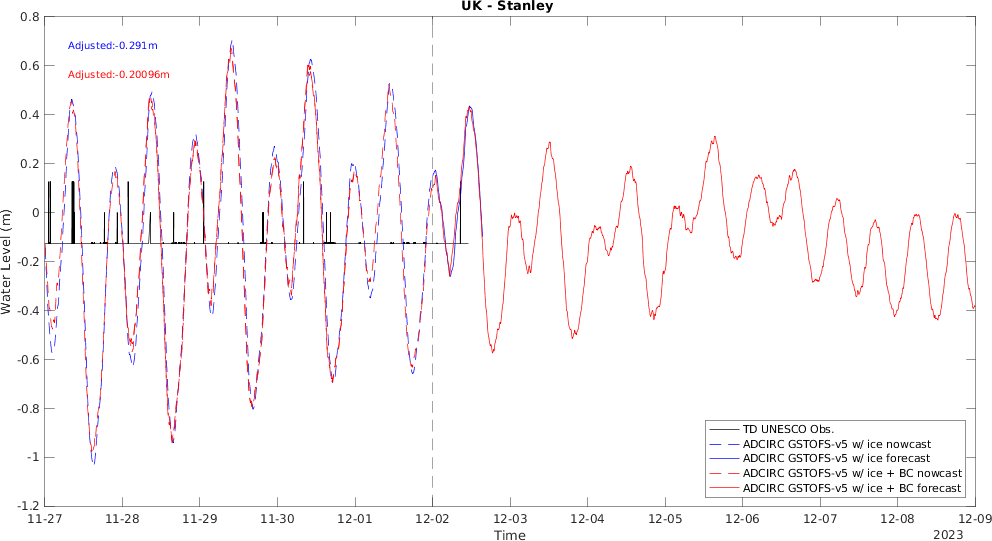 UK - Stanley
Adjusted:-0.291m
Adjusted:-0.20096m
Water Level (m)
0.8
0.6
0.4
0.2
0
-0.2
-0.4
-0.6
-0.8
-1
-1.2
TD UNESCO Obs.
ADCIRC GSTOFS-v5 w/ ice nowcast
ADCIRC GSTOFS-v5 w/ ice forecast
ADCIRC GSTOFS-v5 w/ ice + BC nowcast
ADCIRC GSTOFS-v5 w/ ice + BC forecast
11-27 11-28 11-29 11-30 12-01 12-02 12-03 12-04 12-05 12-06 12-07 12-08 12-09
Time
2023